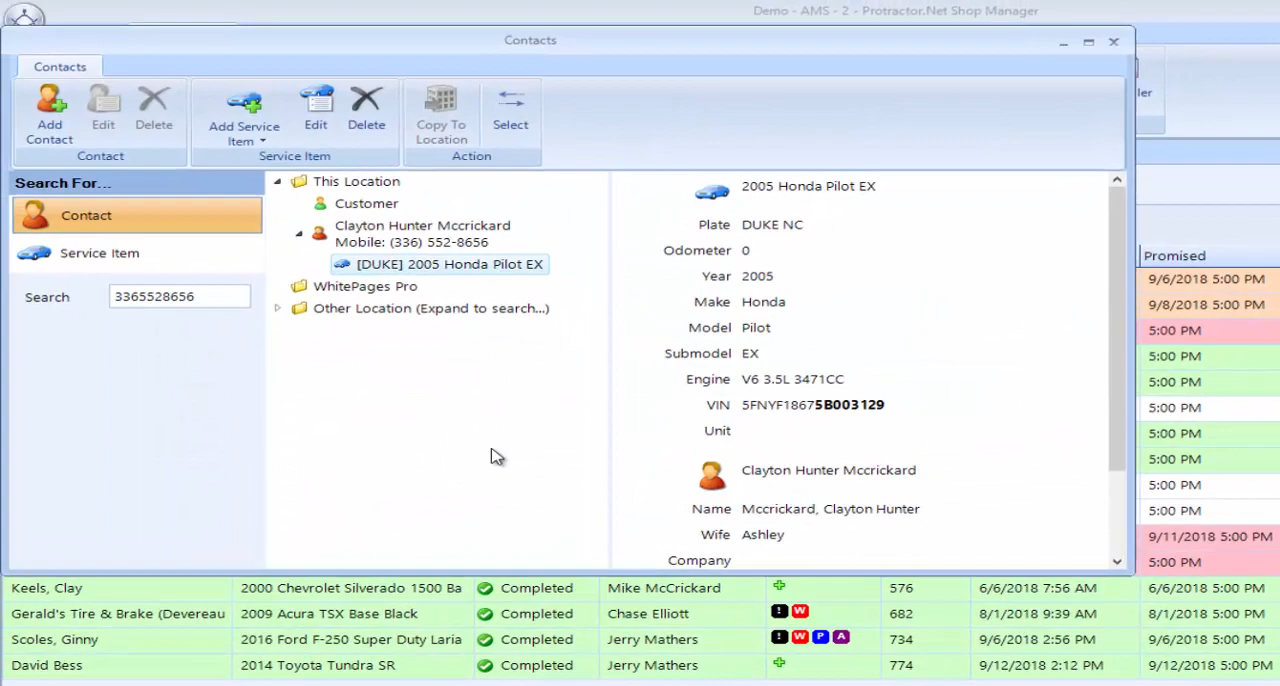 Demo - AMS - 2 - Protractor.Net Shop Manager
Contacts
Contacts
Add Contact
Edit
Delete
Contact
Add Service Item
Edit
Delete
Service Item
Copy To Location
Select
Action
ler
Search For...
Contact
Service Item
Search 3365528656
This Location
Customer
Clayton Hunter Mccrickard
Mobile: (336) 552-8656
[DUKE] 2005 Honda Pilot EX
WhitePages Pro
Other Location (Expand to search...)
2005 Honda Pilot EX
Plate DUKE NC
Odometer 0
Year 2005
Make Honda
Model Pilot
Submodel EX
Engine V6 3.5L 3471CC
VIN 5FNYF18675B003129
Unit
Clayton Hunter Mccrickard
Name Mccrickard, Clayton Hunter
Wife Ashley
Company
Promised
9/6/2018 5:00 PM
9/8/2018 5:00 PM
5:00 PM
5:00 PM
5:00 PM
5:00 PM
5:00 PM
5:00 PM
5:00 PM
5:00 PM
9/11/2018 5:00 PM
5:00 PM
Keels, Clay 2000 Chevrolet Silverado 1500 Ba Completed Mike McCrickard 576 6/6/2018 7:56 AM 6/6/2018 5:00 PM
Gerald's Tire & Brake (Devereau 2009 Acura TSX Base Black Completed Chase Elliott ! W 682 8/1/2018 9:39 AM 8/1/2018 5:00 PM
Scoles, Ginny 2016 Ford F-250 Super Duty Laria Completed Jerry Mathers ! W P A 734 9/6/2018 2:56 PM 9/6/2018 5:00 PM
David Bess 2014 Toyota Tundra SR Completed Jerry Mathers 774 9/12/2018 2:12 PM 9/12/2018 5:00 PM